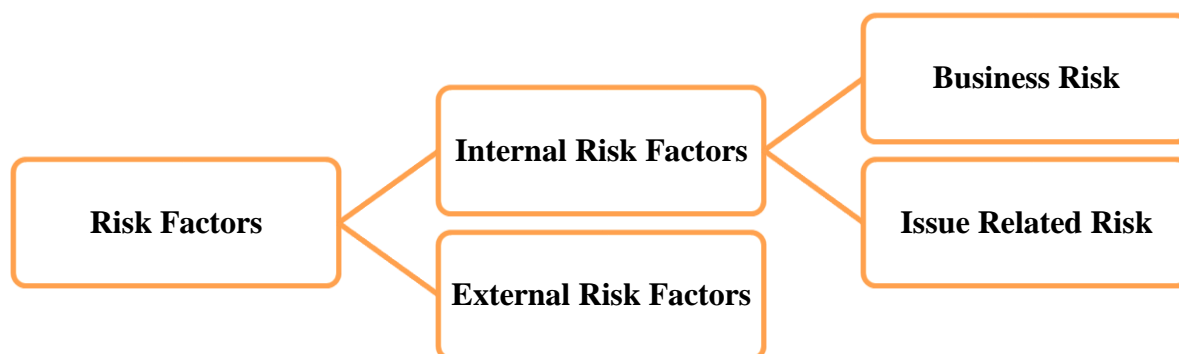 Risk Factors
Internal Risk Factors
External Risk Factors
Business Risk
Issue Related Risk